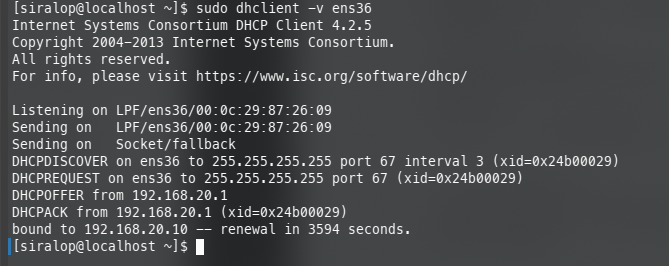 [siralop@localhost ~]$ sudo dhclient -v ens36
Internet Systems Consortium DHCP Client 4.2.5
Copyright 2004-2013 Internet Systems Consortium.
All rights reserved.
For info, please visit https://www.isc.org/software/dhcp/

Listening on LPF/ens36/00:0c:29:87:26:09
Sending on   LPF/ens36/00:0c:29:87:26:09
Sending on   Socket/fallback
DHCPDISCOVER on ens36 to 255.255.255.255 port 67 interval 3 (xid=0x24b00029)
DHCPREQUEST on ens36 to 255.255.255.255 port 67 (xid=0x24b00029)
DHCPOFFER from 192.168.20.1
DHCPACK from 192.168.20.1 (xid=0x24b00029)
bound to 192.168.20.10 -- renewal in 3594 seconds.
[siralop@localhost ~]$